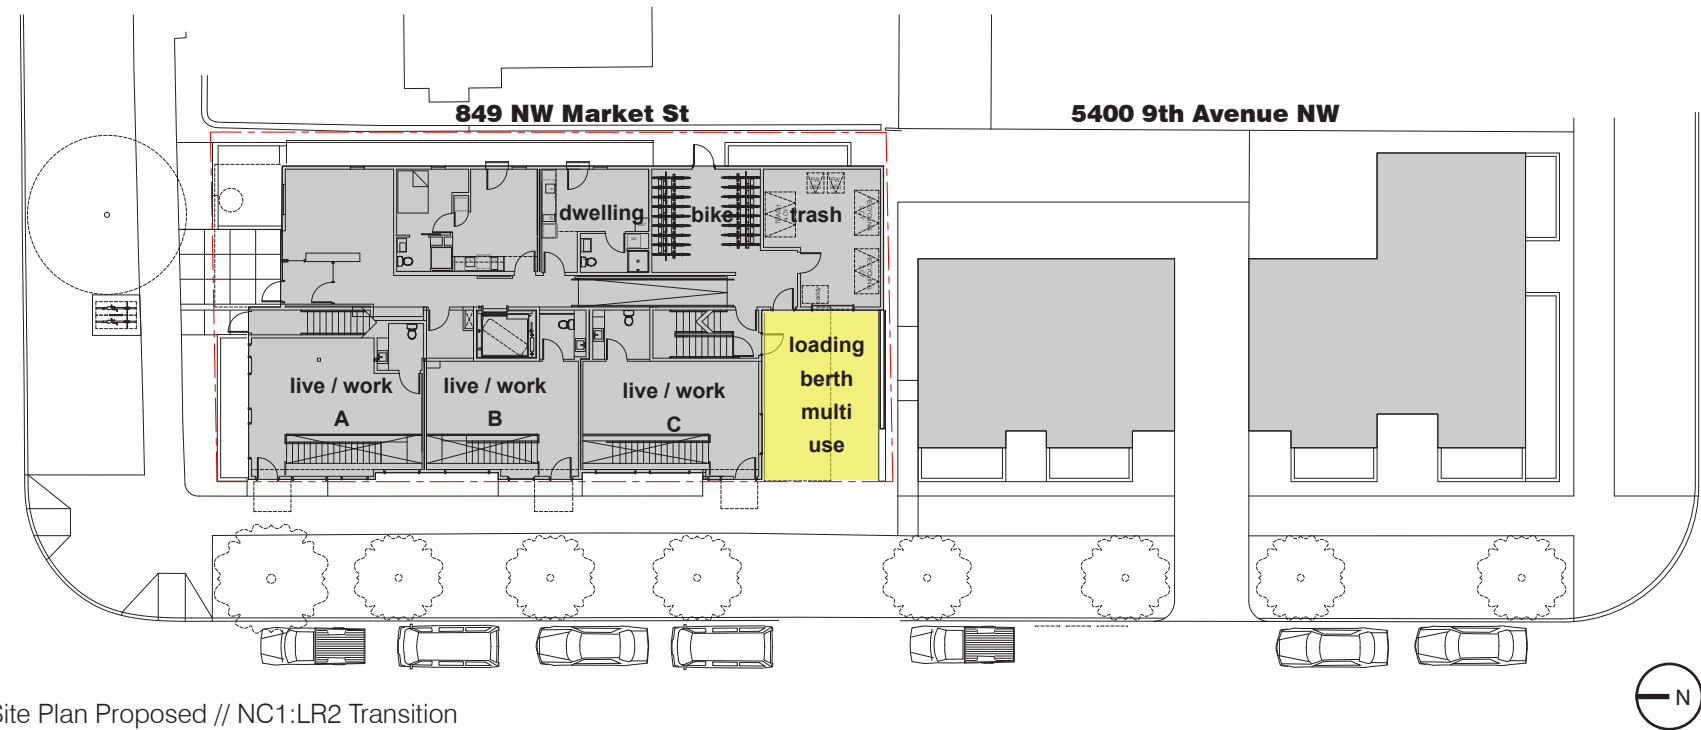 849 NW Market St
5400 9th Avenue NW
dwelling
bike
trash
loading
berth
multi
use
live / work
A
live / work
B
live / work
C
N
Site Plan Proposed // NC1:LR2 Transition